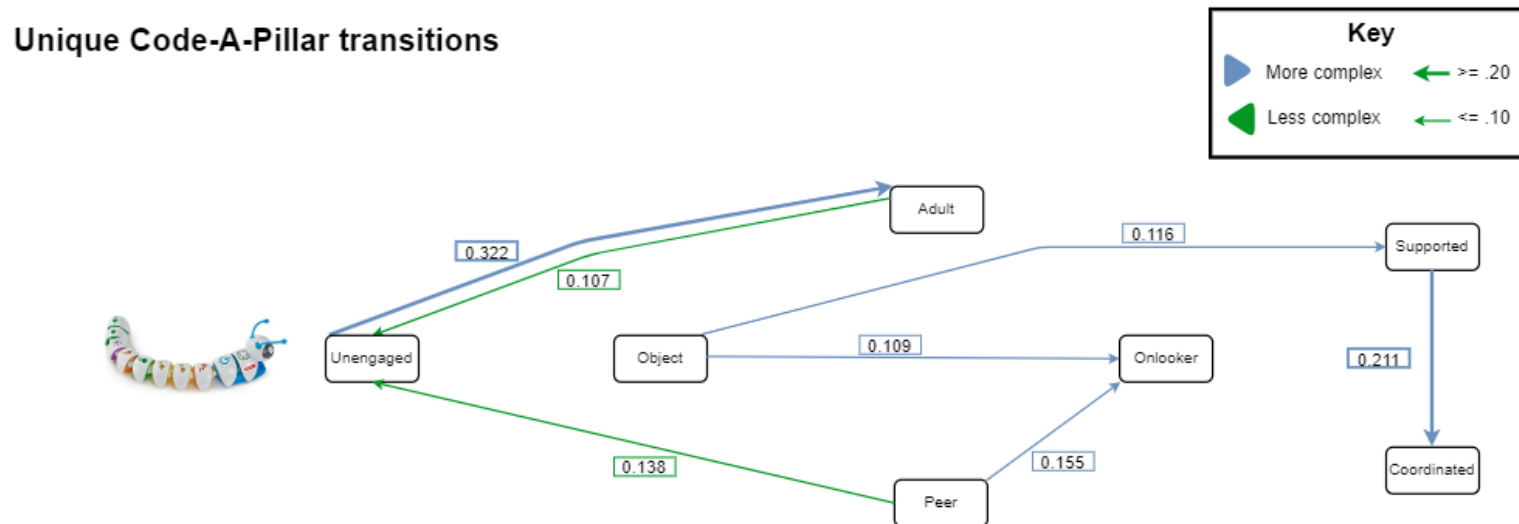 Unique Code-A-Pillar transitions
Key
More complex >= .20
Less complex <= .10
Adult
0.322
0.116
Supported
0.107
Unengaged
Object
0.109
Onlooker
0.211
0.138
0.155
Coordinated
Peer